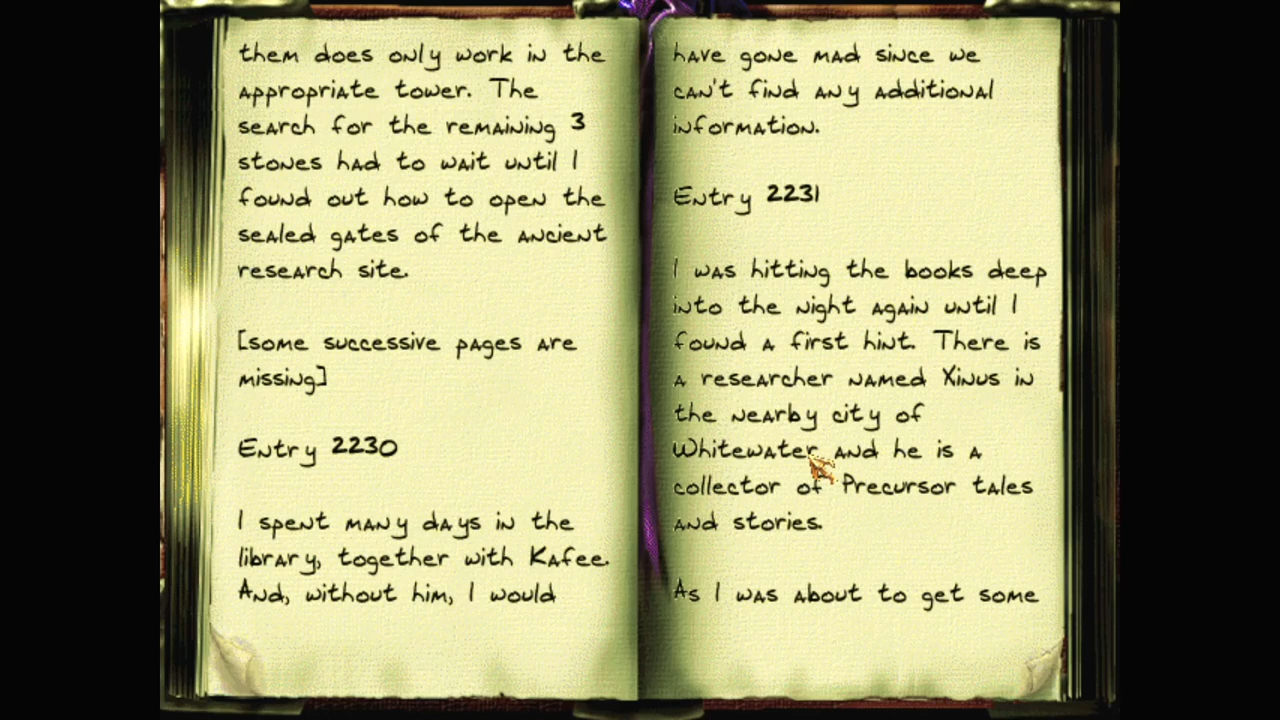 them does only work in the
appropriate tower. The
search for the remaining 3
stones had to wait until I
found out how to open the
sealed gates of the ancient
research site.
[some successive pages are
missing]
Entry 2230
I spent many days in the
library, together with Kafee.
And, without him, I would
have gone mad since we
can't find any additional
information.
Entry 2231
I was hitting the books deep
into the night again until I
found a first hint. There is
a researcher named Xinus in
the nearby city of
Whitewater and he is a
collector of Precursor tales
and stories.
As I was about to get some